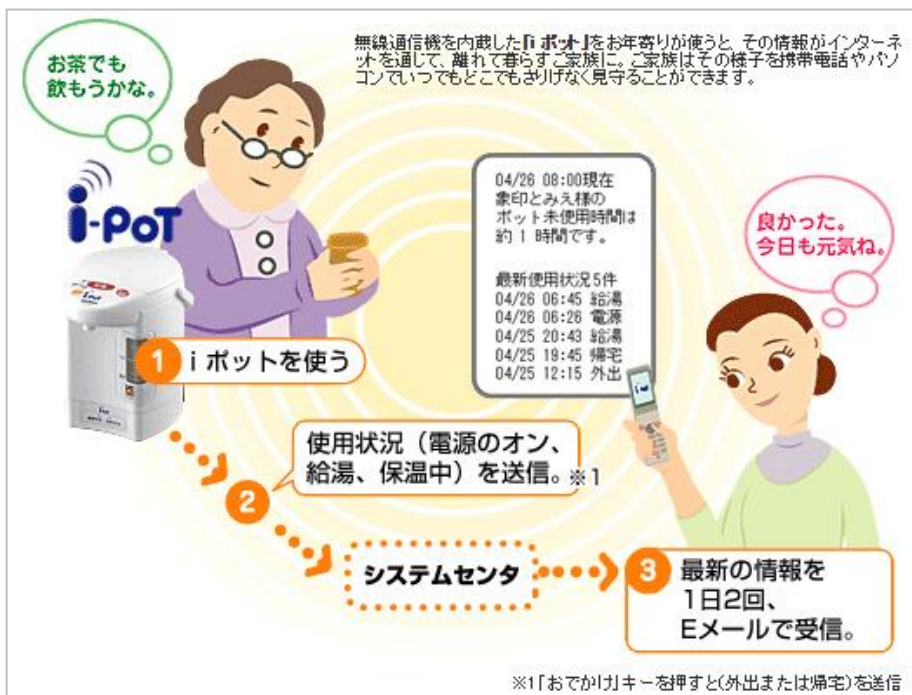 無線通信機を内蔵した「i ポット」をお年寄りが使うと、その情報がインターネ
ットを通じて、離れて暮らすご家族に。ご家族はその様子を携帯電話やパソ
コンでいつでもどこでもさりげなく見守ることができます。
お茶でも
飲もうかな。
i-PoT
04/26 08:00現在
象印とみえ様の
ポット未使用時間は
約 1 時間です。
最新使用状況5件
04/26 06:45 給湯
04/26 06:26 電源
04/25 20:43 給湯
04/25 19:45 帰宅
04/25 12:15 外出
良かった。
今日も元気ね。
1 i ポットを使う
2 使用状況（電源のオン、
給湯、保温中）を送信。※1
システムセンタ
3 最新の情報を
1日2回、
Eメールで受信。
※1「おでかけ」キーを押すと(外出または帰宅)を送信